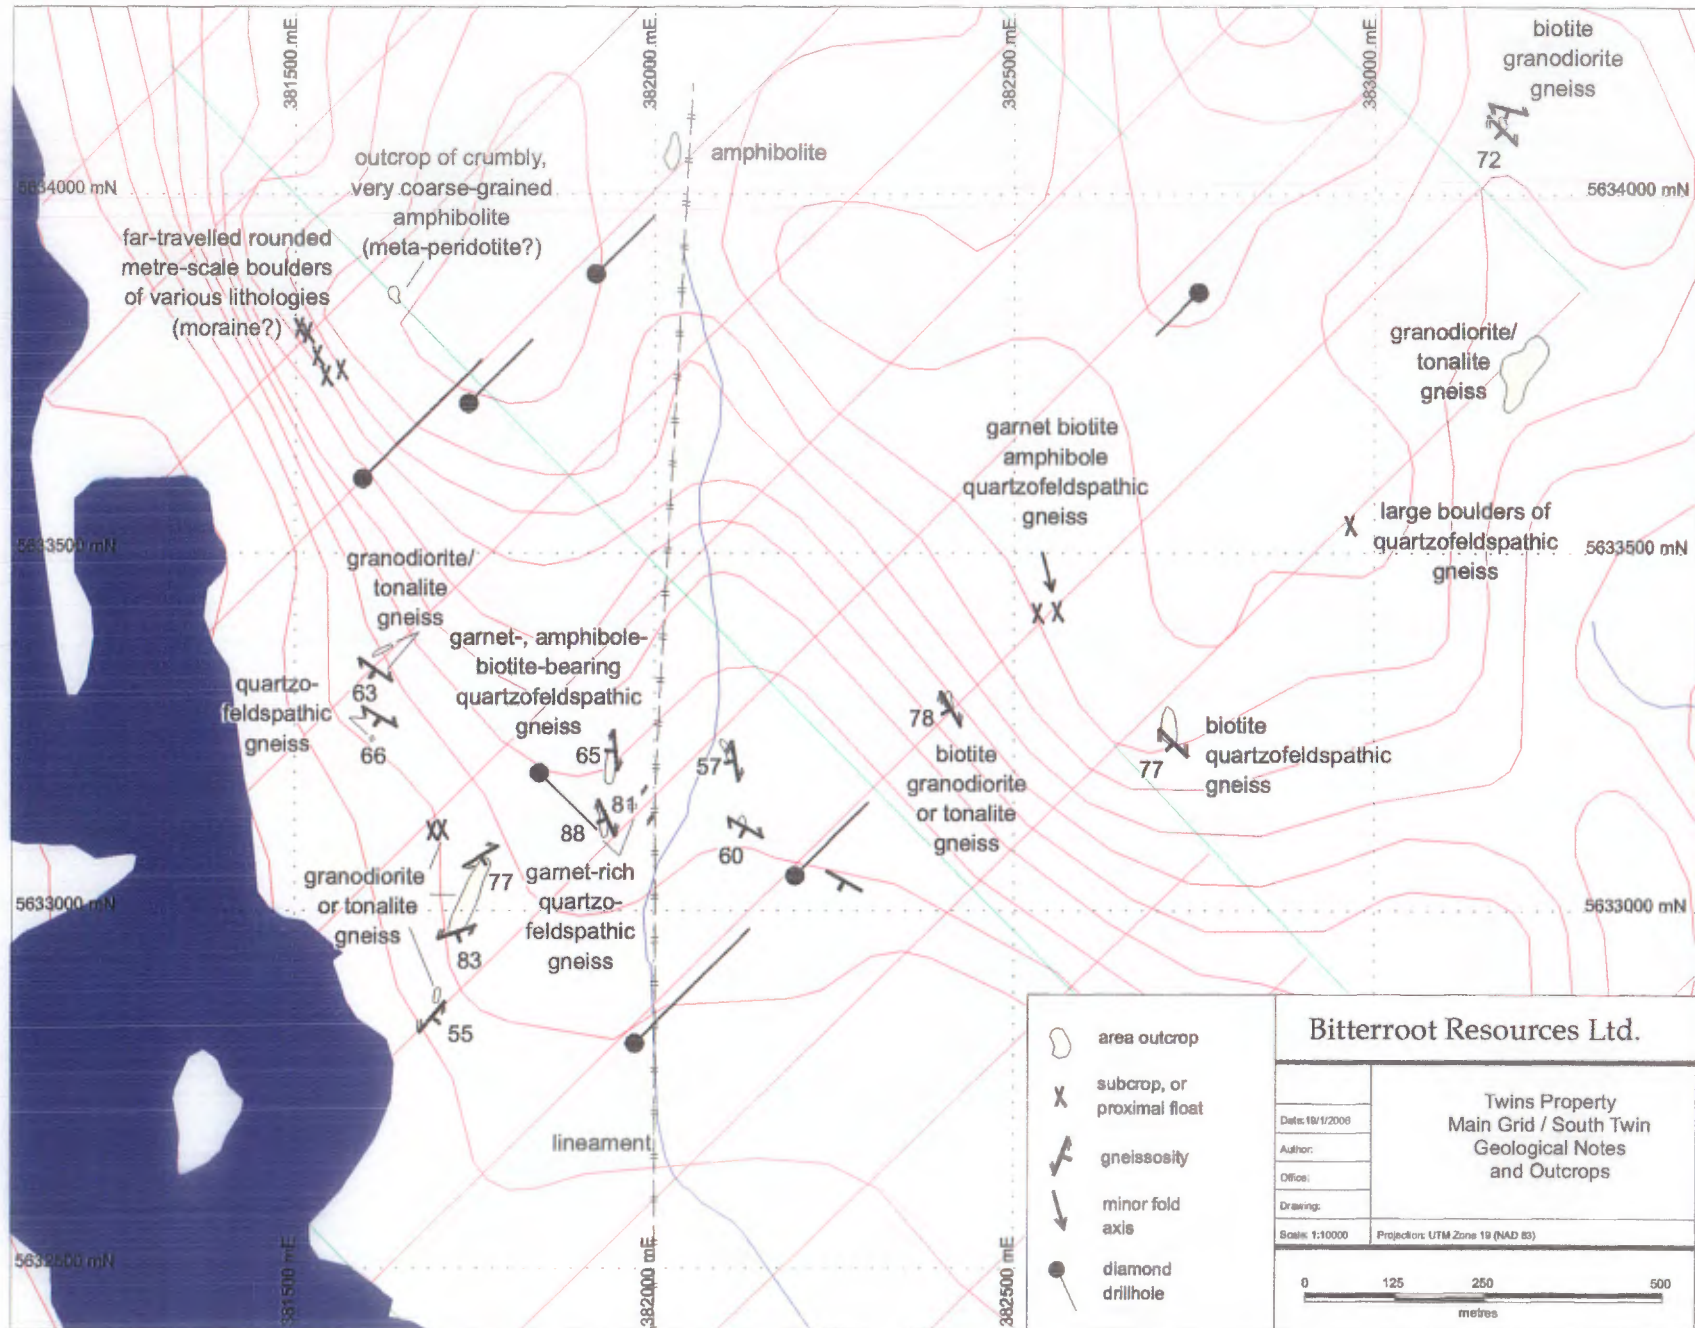 381500 mE
382000 mE
382500 mE
383000 mE
biotite
granodiorite
gneiss
72
outcrop of crumbly,
very coarse-grained
amphibolite
(meta-peridotite?)
amphibolite
5634000 mN
5634000 mN
far-travelled rounded
metre-scale boulders
of various lithologies
(moraine?)
granodiorite/
tonalite
gneiss
garnet biotite
amphibole
quartzofeldspathic
gneiss
large boulders of
quartzofeldspathic
gneiss
5633500 mN
5633500 mN
granodiorite/
tonalite
gneiss
63
quartzo-
feldspathic
gneiss
66
garnet-, amphibole-
biotite-bearing
quartzofeldspathic
gneiss
65
57
78
biotite
granodiorite
or tonalite
gneiss
77
biotite
quartzofeldspathic
gneiss
81
88
60
garnet-rich
quartzo-
feldspathic
gneiss
77
granodiorite
or tonalite
gneiss
83
55
5633000 mN
5633000 mN
lineament
5632500 mN
381500 mE
382000 mE
382500 mE
area outcrop
subcrop, or
proximal float
gneissosity
minor fold
axis
diamond
drillhole
Bitterroot Resources Ltd.
Twins Property
Main Grid / South Twin
Geological Notes
and Outcrops
Date: 19/1/2006
Author:
Office:
Drawing:
Scale: 1:10000
Projection: UTM Zone 19 (NAD 83)
0 125 250 500
metres